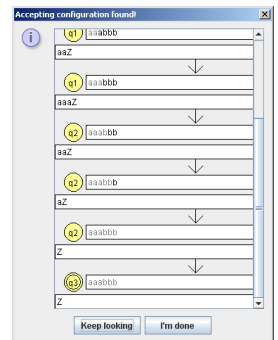 Accepting configuration found!
q1 aaabbb
aaZ
q1 aaabbb
aaaZ
q2 aaabbb
aaZ
q2 aaabbb
aZ
q2 aaabbb
Z
q3 aaabbb
Z
Keep looking I'm done